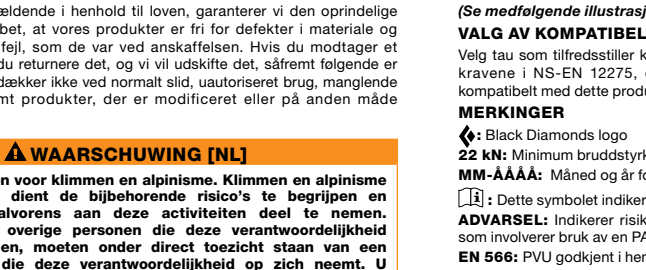 ældende i henhold til loven, garanterer vi den oprindelige
bet, at vores produkter er fri for defekter i materiale og
fejl, som de var ved anskaffelsen. Hvis du modtager et
du returnere det, og vi vil udskifte det, såfremt følgende er
dækker ikke ved normalt slid, uautoriseret brug, manglende
mt produkter, der er modificeret eller på anden måde
WAARSCHUWING [NL]
n voor klimmen en alpinisme. Klimmen en alpinisme
dient de bijbehorende risico's te begrijpen en
alvorens aan deze activiteiten deel te nemen.
overige personen die deze verantwoordelijkheid
en, moeten onder direct toezicht staan van een
die deze verantwoordelijkheid op zich neemt. U
(Se medfølgende illustrasj
VALG AV KOMPATIBEL
Velg tau som tilfredsstiller k
kravene i NS-EN 12275,
kompatibelt med dette produ
MERKINGER
: Black Diamonds logo
22 kN: Minimum bruddstyrk
MM-ÅÅÅÅ: Måned og år fo
: Dette symbolet indiker
ADVARSEL: Indikerer risik
som involverer bruk av en PA
EN 566: PVU godkjent i hen